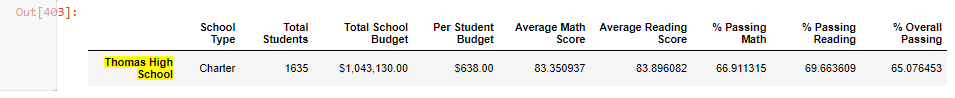 Out[403]:
School Type Total Students Total School Budget Per Student Budget Average Math Score Average Reading Score % Passing Math % Passing Reading % Overall Passing
Thomas High School Charter 1635 $1,043,130.00 $638.00 83.350937 83.896082 66.911315 69.663609 65.076453